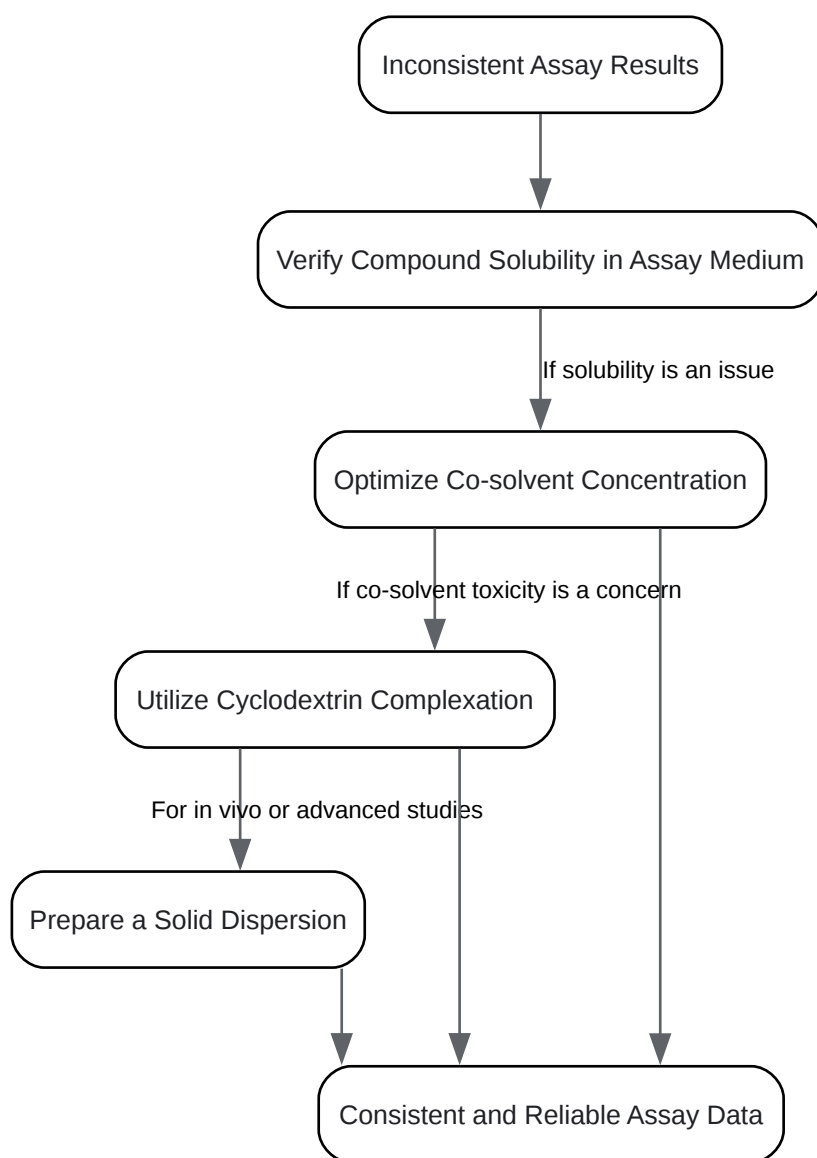 Inconsistent Assay Results
Verify Compound Solubility in Assay Medium
If solubility is an issue
Optimize Co-solvent Concentration
If co-solvent toxicity is a concern
Utilize Cyclodextrin Complexation
For in vivo or advanced studies
Prepare a Solid Dispersion
Consistent and Reliable Assay Data